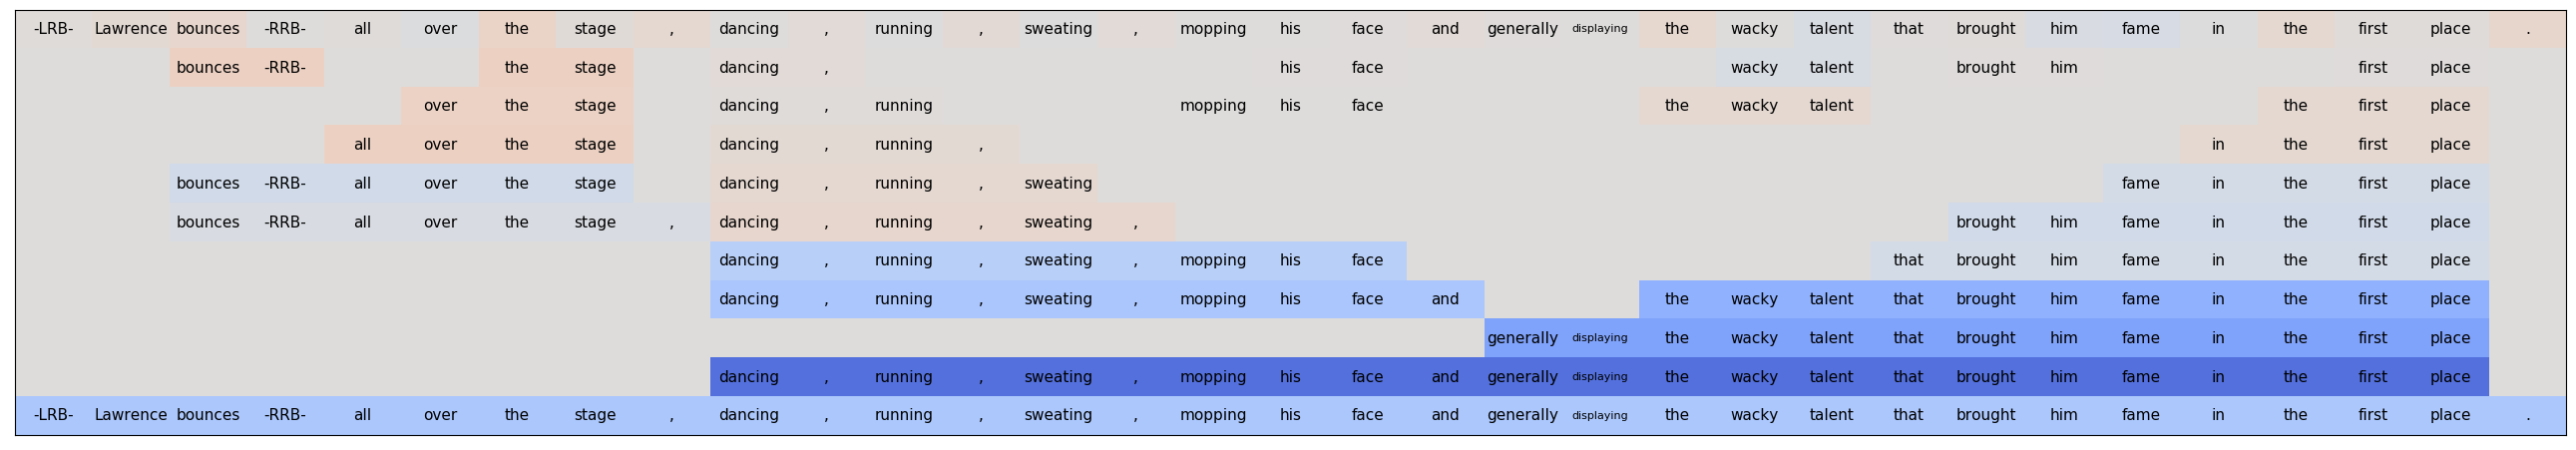 -LRB- Lawrence bounces -RRB- all over the stage , dancing , running , sweating , mopping his face and generally displaying the wacky talent that brought him fame in the first place .
bounces -RRB- the stage dancing , his face wacky talent brought him first place
over the stage dancing , running mopping his face the wacky talent the first place
all over the stage dancing , running , in the first place
bounces -RRB- all over the stage dancing , running , sweating fame in the first place
bounces -RRB- all over the stage , dancing , running , sweating , brought him fame in the first place
dancing , running , sweating , mopping his face that brought him fame in the first place
dancing , running , sweating , mopping his face and the wacky talent that brought him fame in the first place
generally displaying the wacky talent that brought him fame in the first place
dancing , running , sweating , mopping his face and generally displaying the wacky talent that brought him fame in the first place
-LRB- Lawrence bounces -RRB- all over the stage , dancing , running , sweating , mopping his face and generally displaying the wacky talent that brought him fame in the first place .